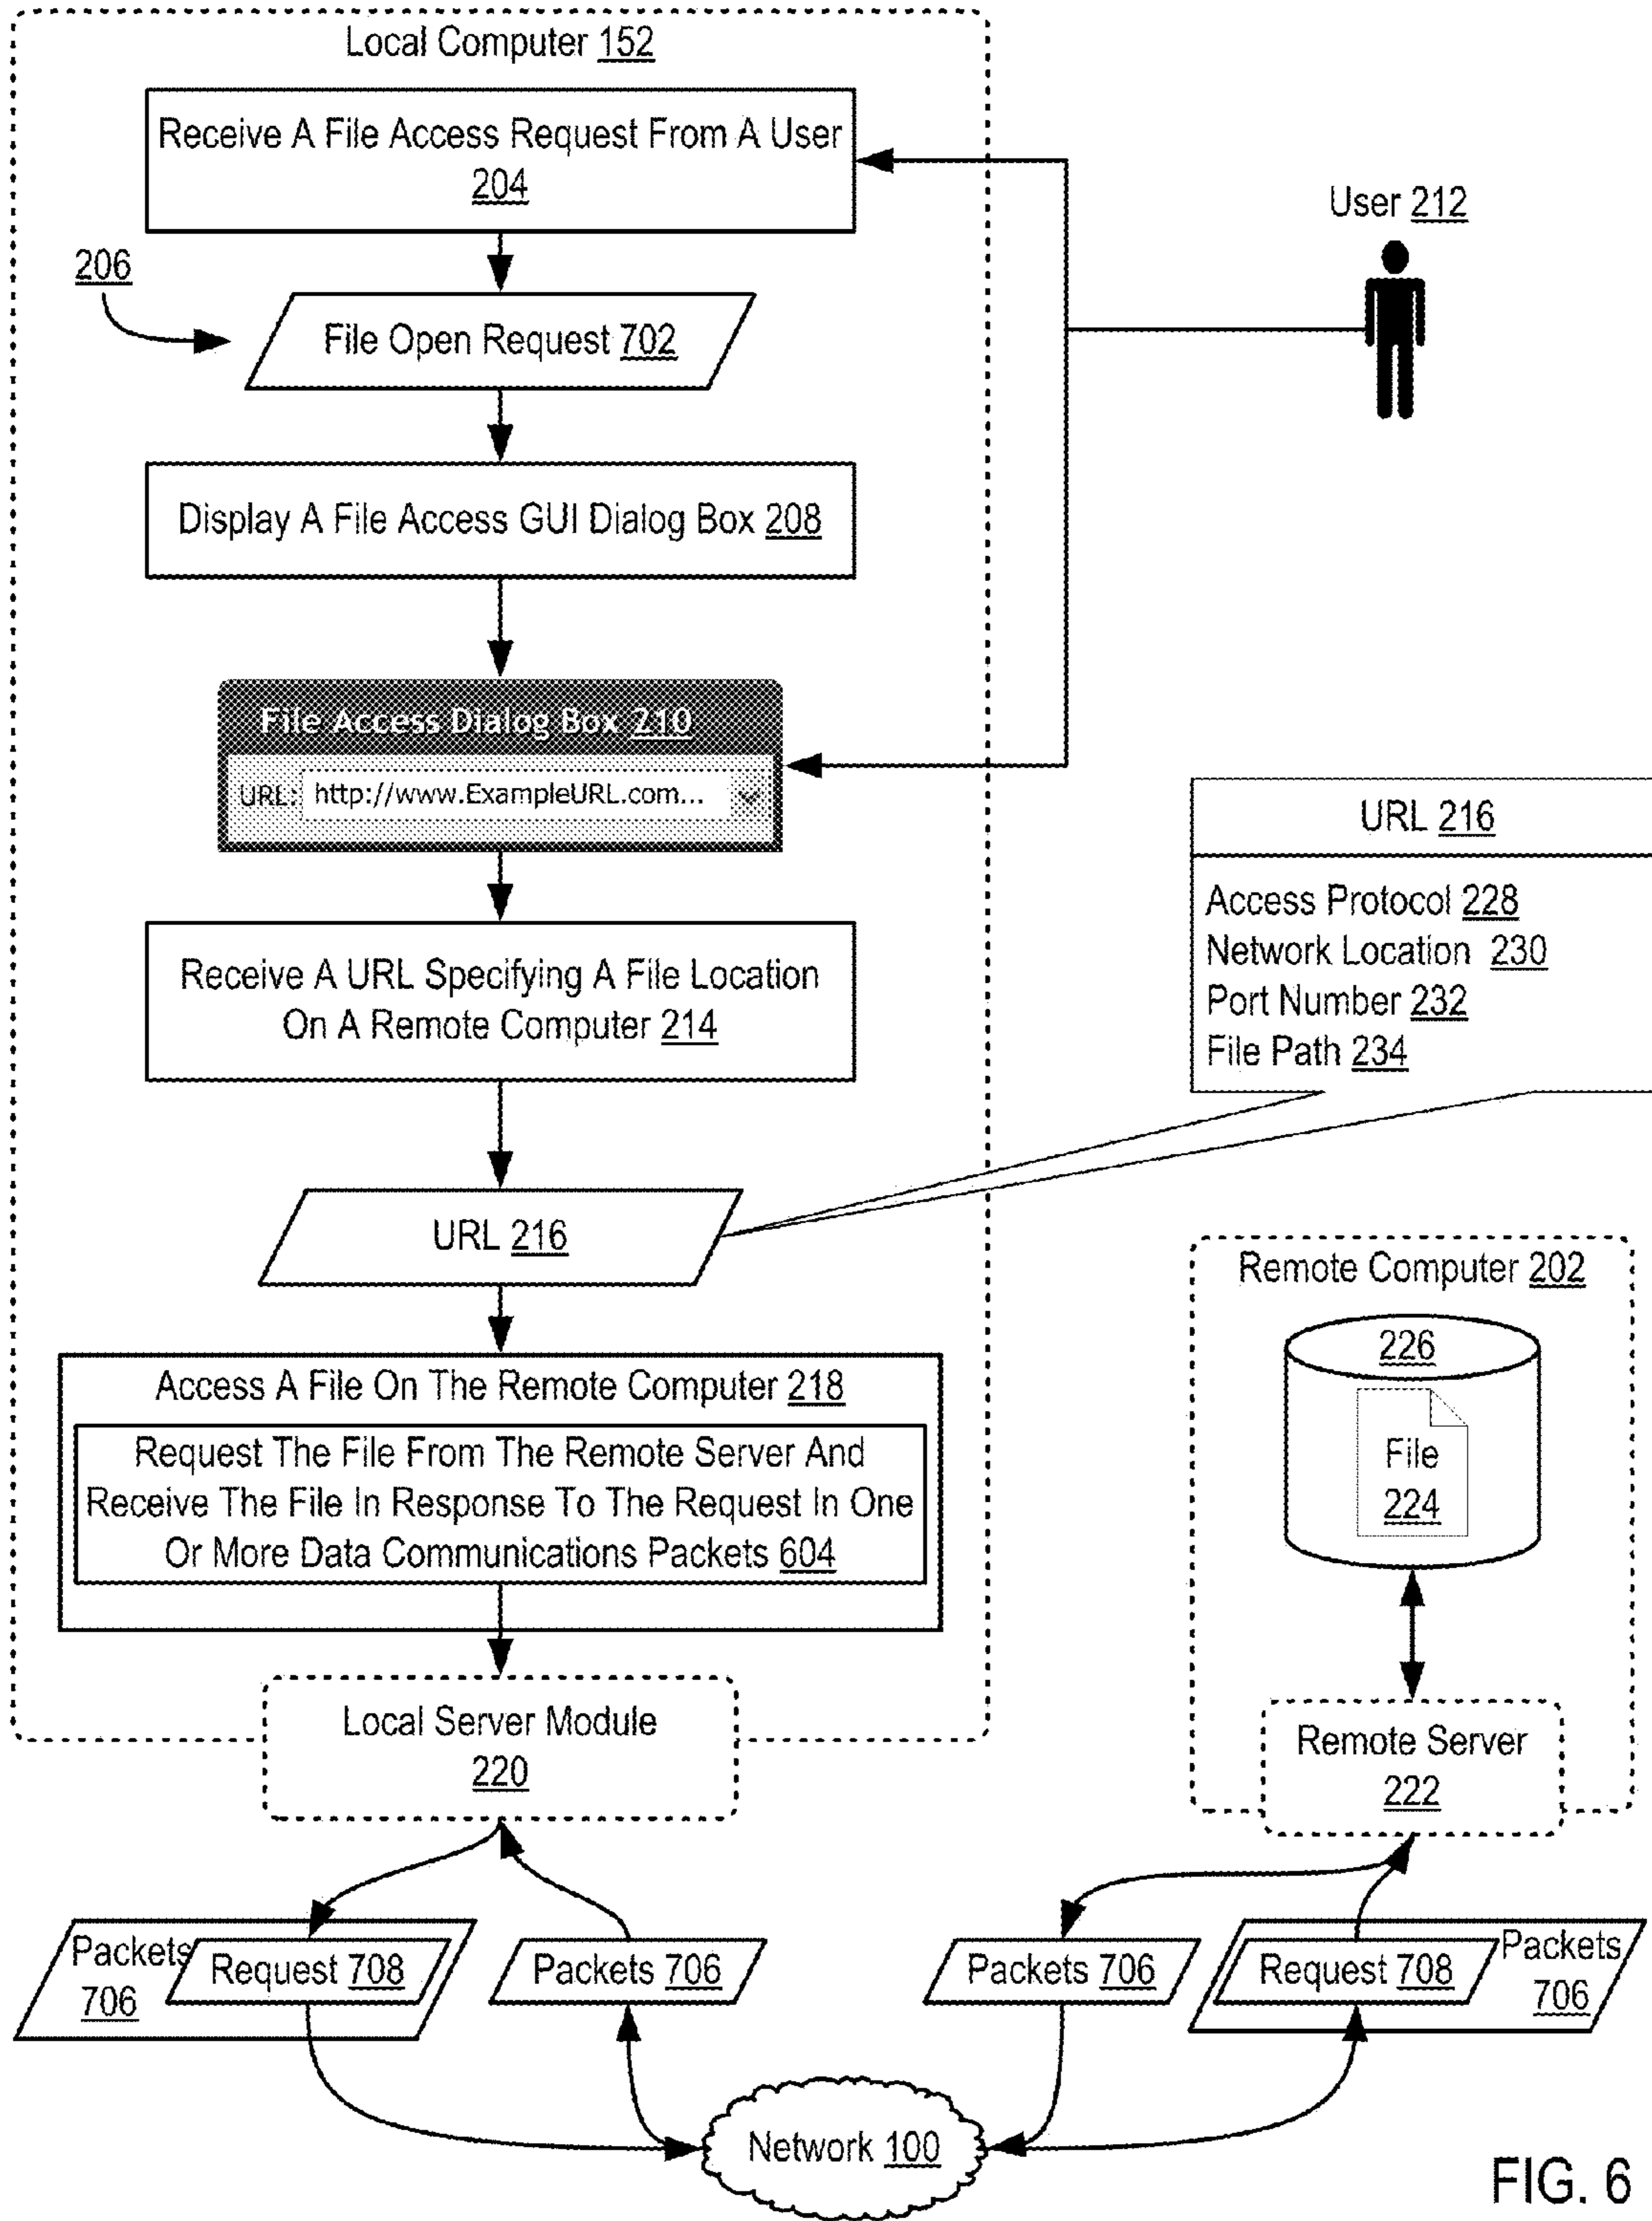 Local Computer 152
Receive A File Access Request From A User
204
User 212
206
File Open Request 702
Display A File Access GUI Dialog Box 208
File Access Dialog Box 210
URL: http://www.ExampleURL.com...
URL 216
Access Protocol 228
Network Location 230
Port Number 232
File Path 234
Receive A URL Specifying A File Location
On A Remote Computer 214
URL 216
Remote Computer 202
226
File
224
Access A File On The Remote Computer 218
Request The File From The Remote Server And
Receive The File In Response To The Request In One
Or More Data Communications Packets 604
Local Server Module
220
Remote Server
222
Packets
706
Request 708
Packets 706
Packets 706
Request 708
Packets
706
Network 100
FIG. 6